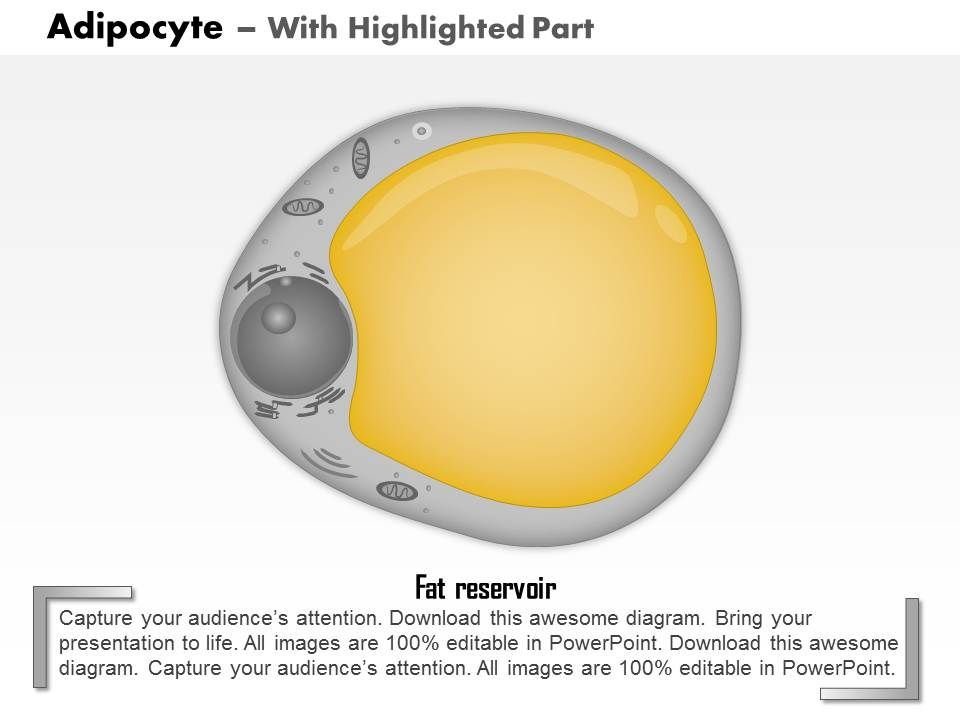 Adipocyte – With Highlighted Part
Fat reservoir
Capture your audience’s attention. Download this awesome diagram. Bring your
presentation to life. All images are 100% editable in PowerPoint. Download this awesome
diagram. Capture your audience’s attention. All images are 100% editable in PowerPoint.